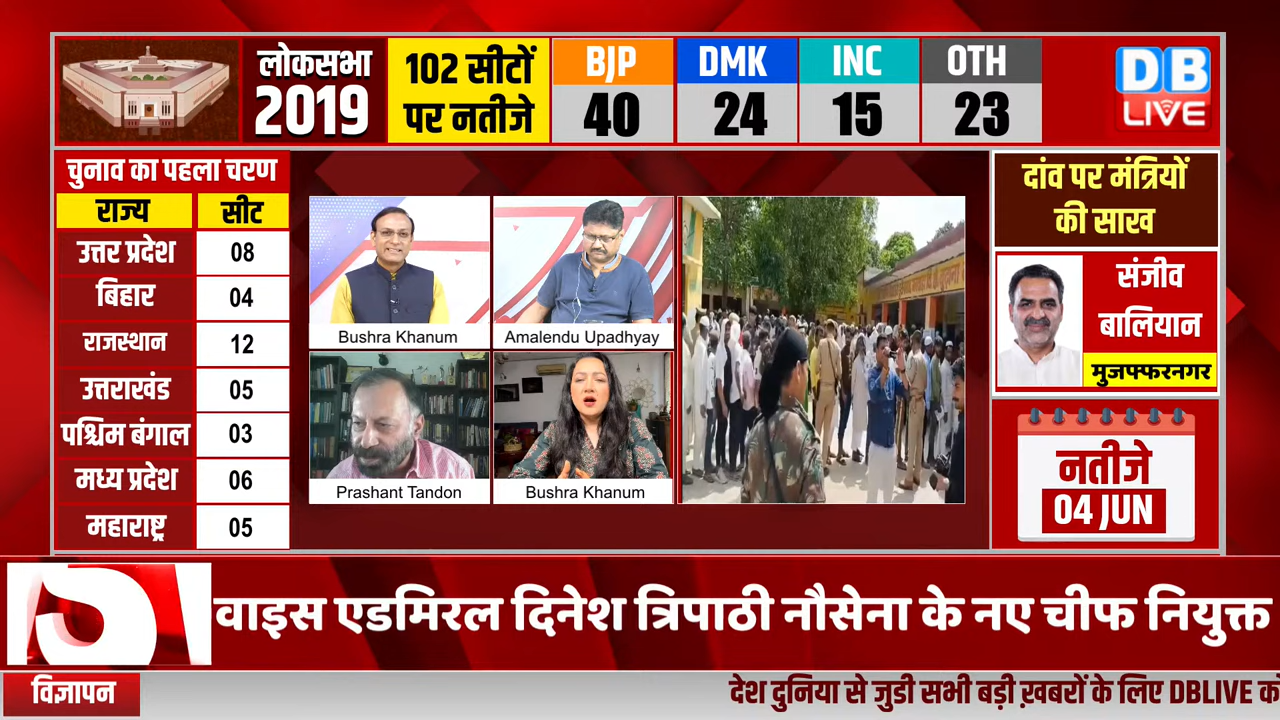 लोकसभा
2019
102 सीटों
पर नतीजे
BJP
40
DMK
24
INC
15
OTH
23
DB
LIVE
चुनाव का पहला चरण
राज्य सीट
उत्तर प्रदेश 08
बिहार 04
राजस्थान 12
उत्तराखंड 05
पश्चिम बंगाल 03
मध्य प्रदेश 06
महाराष्ट्र 05
Bushra Khanum
Amalendu Upadhyay
Prashant Tandon
Bushra Khanum
दांव पर मंत्रियों
की साख
संजीव
बालियान
मुजफ्फरनगर
नतीजे
04 JUN
वाइस एडमिरल दिनेश त्रिपाठी नौसेना के नए चीफ नियुक्त
विज्ञापन
देश दुनिया से जुडी सभी बड़ी ख़बरों के लिए DBLIVE को